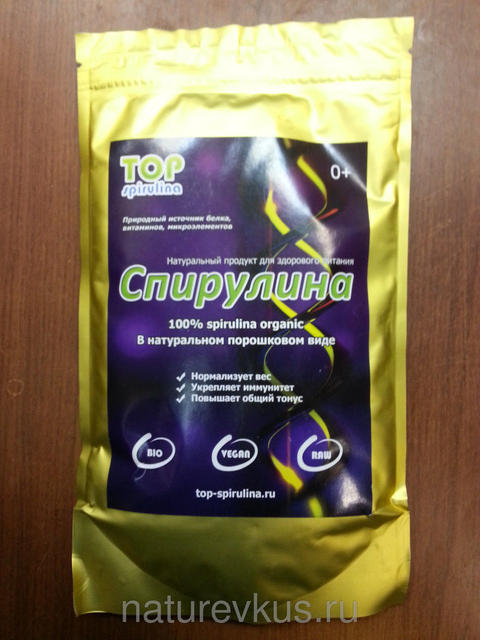 TOP
spirulina
0+
Природный источник белка,
витаминов, микроэлементов
Натуральный продукт для здорового питания
Спирулина
100% spirulina organic
В натуральном порошковом виде
✓ Нормализует вес
✓ Укрепляет иммунитет
✓ Повышает общий тонус
BIO VEGAN RAW
top-spirulina.ru
naturevkus.ru